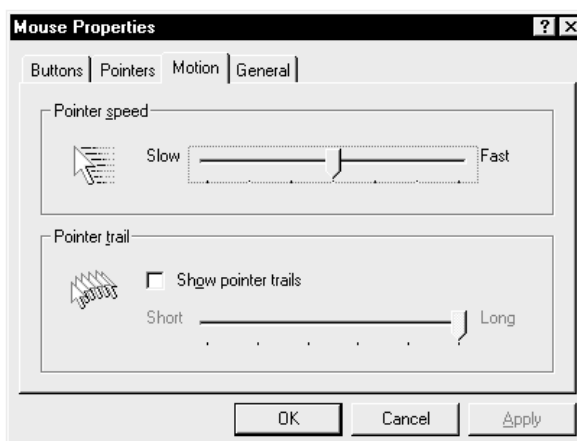 Mouse Properties
Buttons Pointers Motion General
Pointer speed
Slow Fast
Pointer trail
Show pointer trails
Short Long
OK Cancel Apply